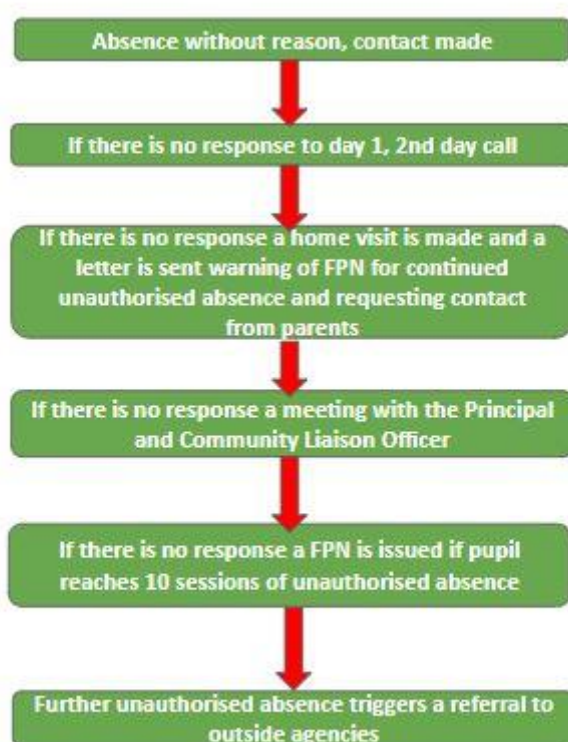 Absence without reason, contact made
If there is no response to day 1, 2nd day call
If there is no response a home visit is made and a
letter is sent warning of FPN for continued
unauthorised absence and requesting contact
from parents
If there is no response a meeting with the Principal
and Community Liaison Officer
If there is no response a FPN is issued if pupil
reaches 10 sessions of unauthorised absence
Further unauthorised absence triggers a referral to
outside agencies